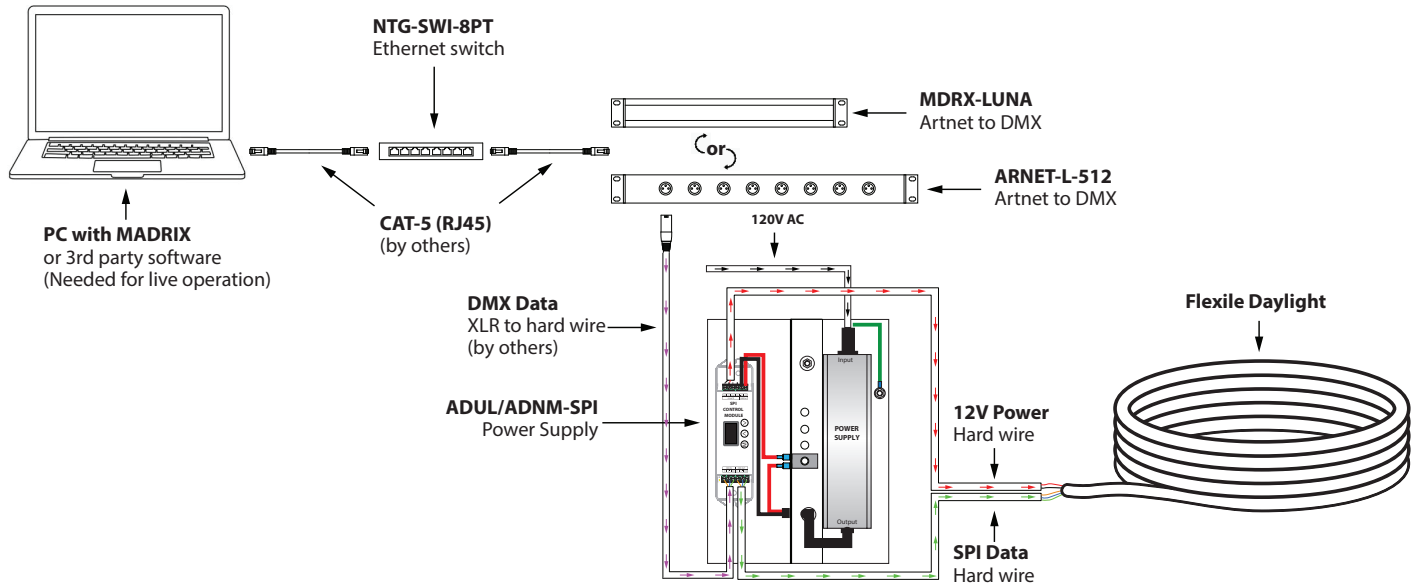 NTG-SWI-8PT
Ethernet switch
MDRX-LUNA
Artnet to DMX
or
ARNET-L-512
Artnet to DMX
PC with MADRIX
or 3rd party software
(Needed for live operation)
CAT-5 (RJ45)
(by others)
120V AC
DMX Data
XLR to hard wire
(by others)
Flexile Daylight
ADUL/ADNM-SPI
Power Supply
SPI
CONTROL
MODULE
Input
POWER
SUPPLY
Output
12V Power
Hard wire
SPI Data
Hard wire